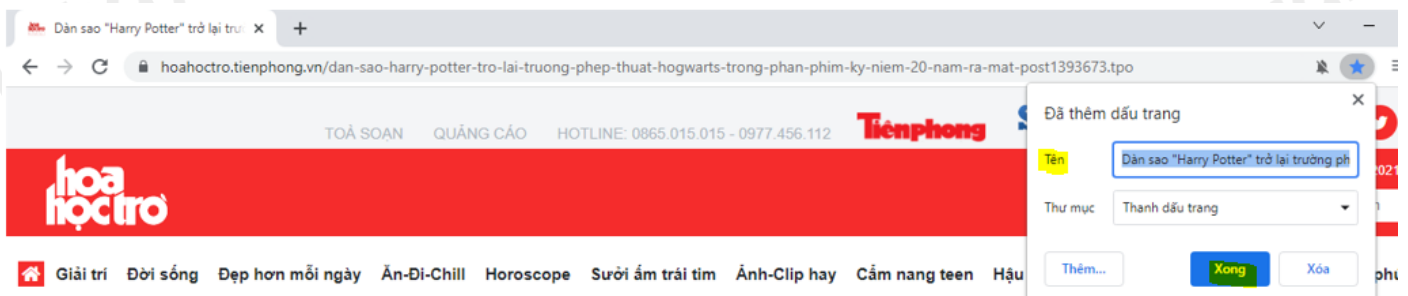 Dàn sao "Harry Potter" trở lại trư
hoahoctro.tienphong.vn/dan-sao-harry-potter-tro-lai-truong-phep-thuat-hogwarts-trong-phan-phim-ky-niem-20-nam-ra-mat-post1393673.tpo
TOÀ SOẠN QUẢNG CÁO HOTLINE: 0865.015.015 - 0977.456.112 Tiênphong
hoa
học trò
Đã thêm dấu trang
Tên Dàn sao "Harry Potter" trở lại trường ph
Thư mục Thanh dấu trang
Thêm... Xong Xóa
2021
Giải trí Đời sống Đẹp hơn mỗi ngày Ăn-Đi-Chill Horoscope Sưởi ấm trái tim Ảnh-Clip hay Cẩm nang teen Hậu